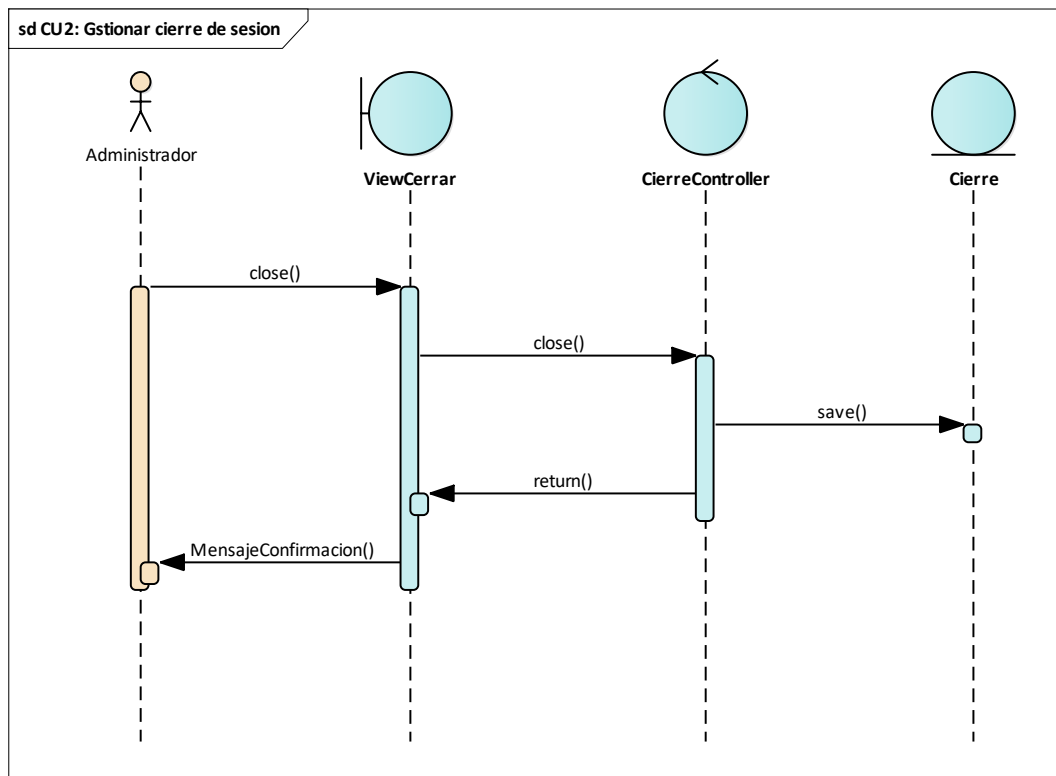 sd CU2: Gstionar cierre de sesion
Administrador
ViewCerrar
CierreController
Cierre
close()
close()
save()
return()
MensajeConfirmacion()